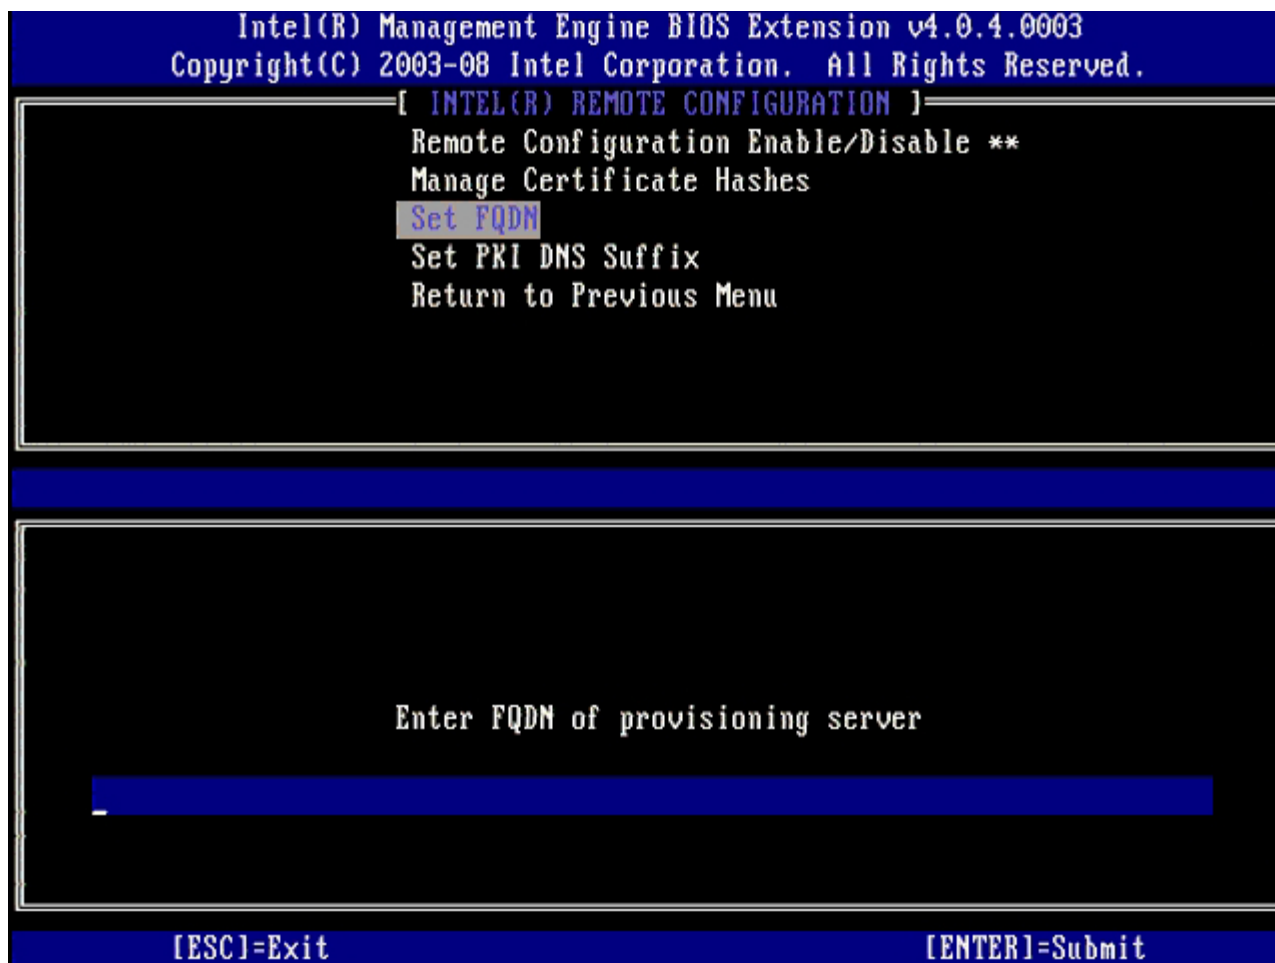 Intel(R) Management Engine BIOS Extension v4.0.4.0003
Copyright(C) 2003-08 Intel Corporation. All Rights Reserved.
[ INTEL(R) REMOTE CONFIGURATION ]
Remote Configuration Enable/Disable **
Manage Certificate Hashes
Set FQDN
Set PKI DNS Suffix
Return to Previous Menu
Enter FQDN of provisioning server
[ESC]=Exit [ENTER]=Submit